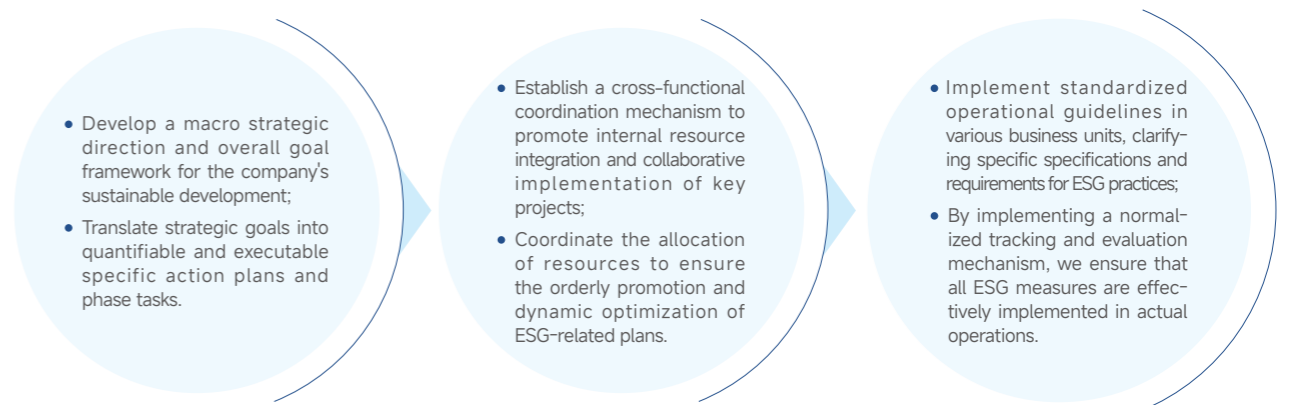 • Develop a macro strategic
direction and overall goal
framework for the company's
sustainable development;
• Translate strategic goals into
quantifiable and executable
specific action plans and
phase tasks.
• Establish a cross-functional
coordination mechanism to
promote internal resource
integration and collaborative
implementation of key
projects;
• Coordinate the allocation
of resources to ensure
the orderly promotion and
dynamic optimization of
ESG-related plans.
• Implement standardized
operational guidelines in
various business units, clarify-
ing specific specifications and
requirements for ESG practices;
• By implementing a normal-
ized tracking and evaluation
mechanism, we ensure that
all ESG measures are effec-
tively implemented in actual
operations.